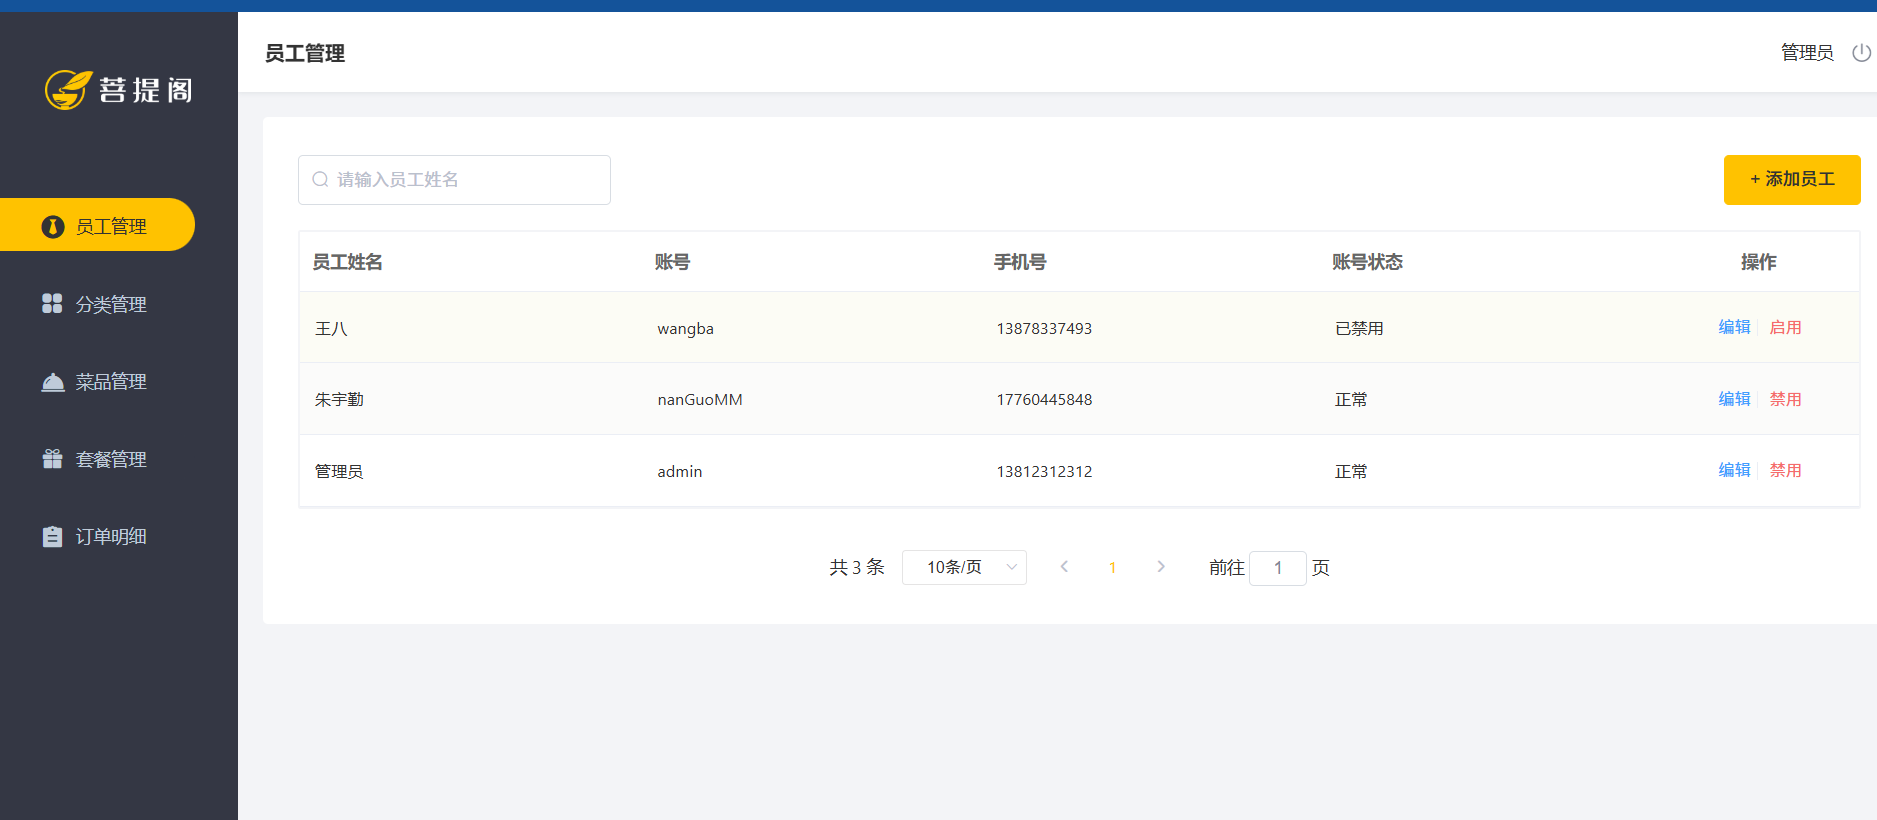 菩提阁
员工管理
分类管理
菜品管理
套餐管理
订单明细
员工管理
管理员
请输入员工姓名
+ 添加员工
员工姓名 账号 手机号 账号状态 操作
王八 wangba 13878337493 已禁用 编辑 启用
朱宇勤 nanGuoMM 17760445848 正常 编辑 禁用
管理员 admin 13812312312 正常 编辑 禁用
共 3 条 10条/页 1 前往 1 页